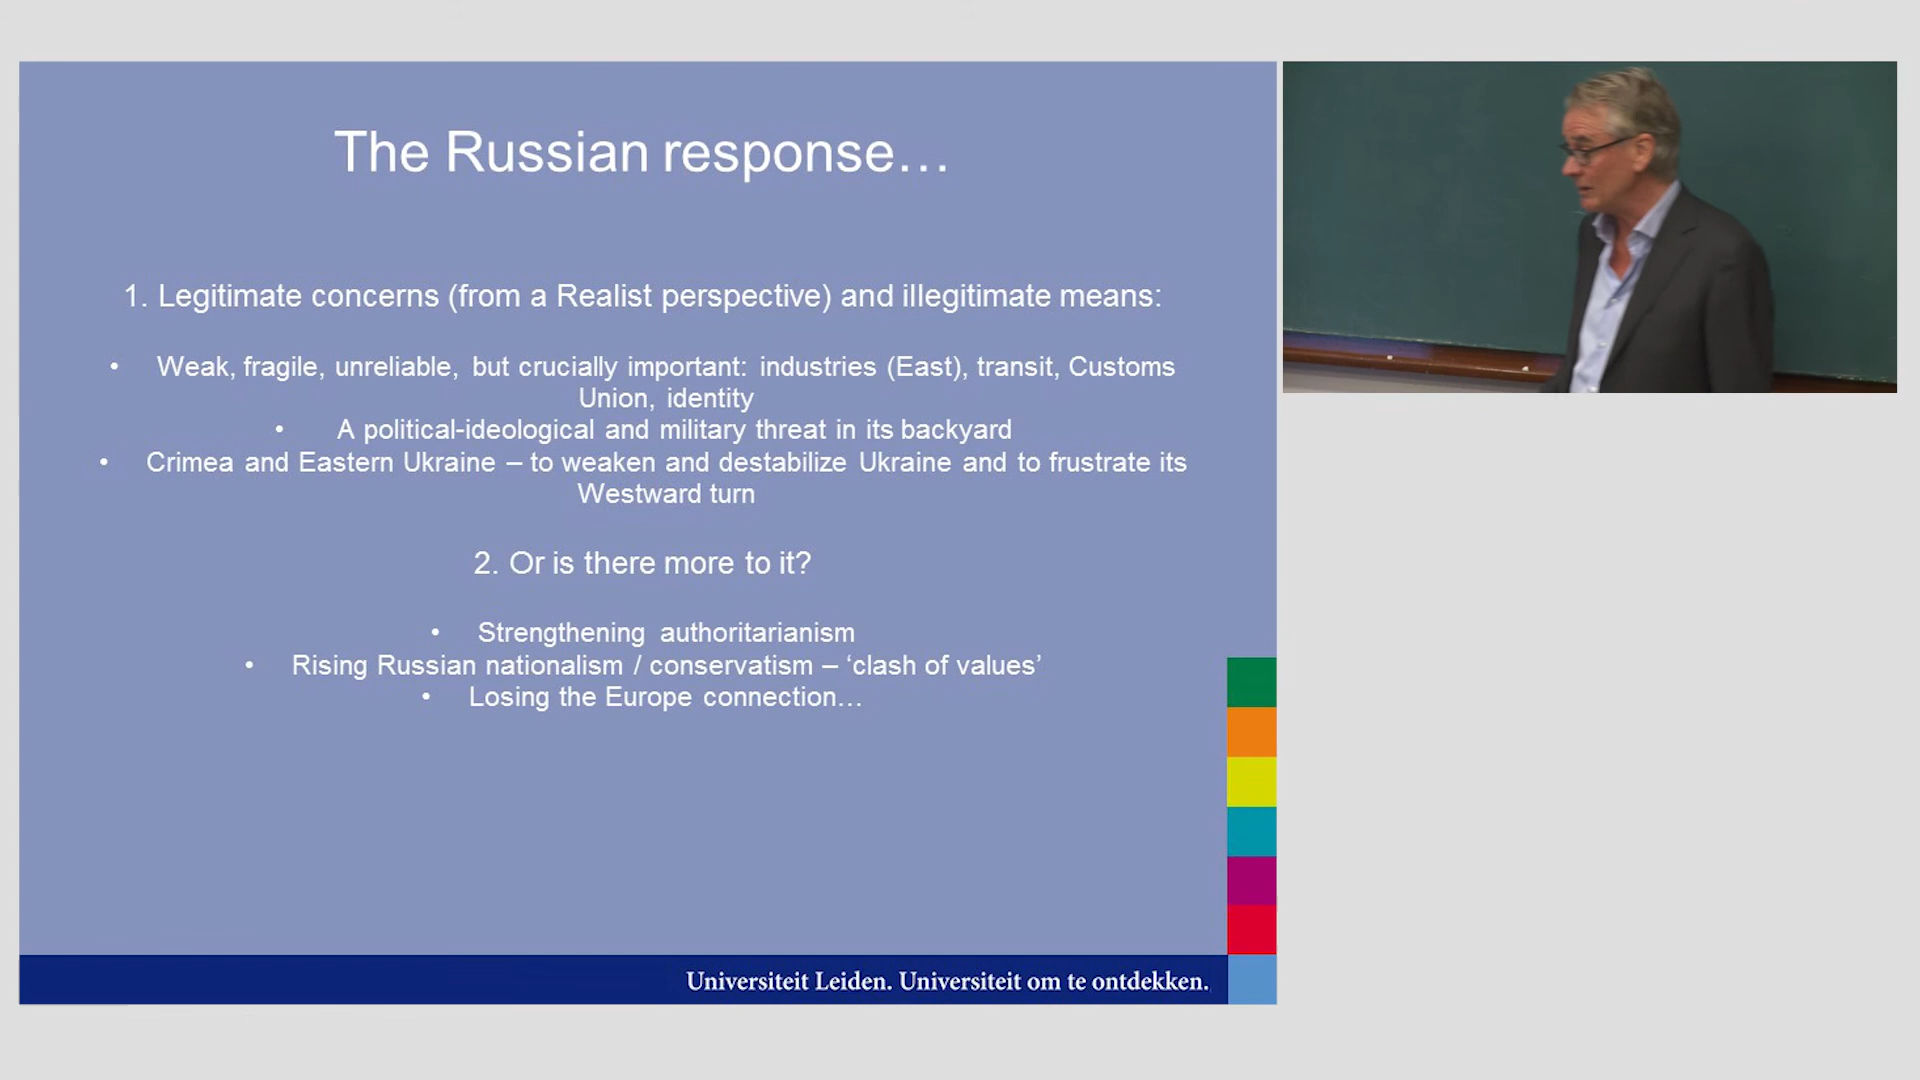 The Russian response…
1. Legitimate concerns (from a Realist perspective) and illegitimate means:
• Weak, fragile, unreliable, but crucially important: industries (East), transit, Customs
Union, identity
• A political-ideological and military threat in its backyard
• Crimea and Eastern Ukraine – to weaken and destabilize Ukraine and to frustrate its
Westward turn
2. Or is there more to it?
• Strengthening authoritarianism
• Rising Russian nationalism / conservatism – ‘clash of values’
• Losing the Europe connection…
Universiteit Leiden. Universiteit om te ontdekken.